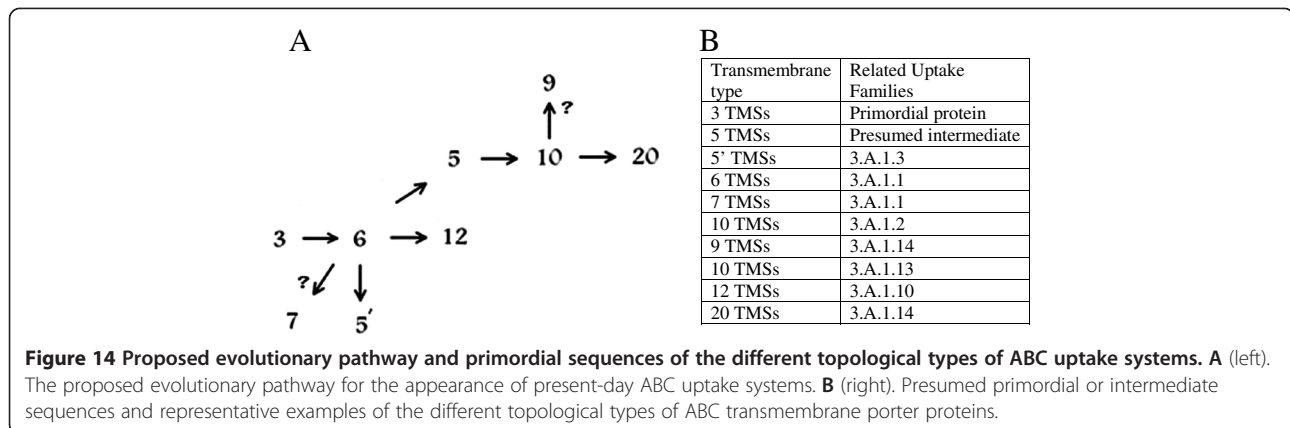 A
B
9
?
5 → 10 → 20
3 → 6 → 12
?
7 5′
Transmembrane type Related Uptake Families
3 TMSs Primordial protein
5 TMSs Presumed intermediate
5' TMSs 3.A.1.3
6 TMSs 3.A.1.1
7 TMSs 3.A.1.1
10 TMSs 3.A.1.2
9 TMSs 3.A.1.14
10 TMSs 3.A.1.13
12 TMSs 3.A.1.10
20 TMSs 3.A.1.14
Figure 14 Proposed evolutionary pathway and primordial sequences of the different topological types of ABC uptake systems. A (left).
The proposed evolutionary pathway for the appearance of present-day ABC uptake systems. B (right). Presumed primordial or intermediate
sequences and representative examples of the different topological types of ABC transmembrane porter proteins.